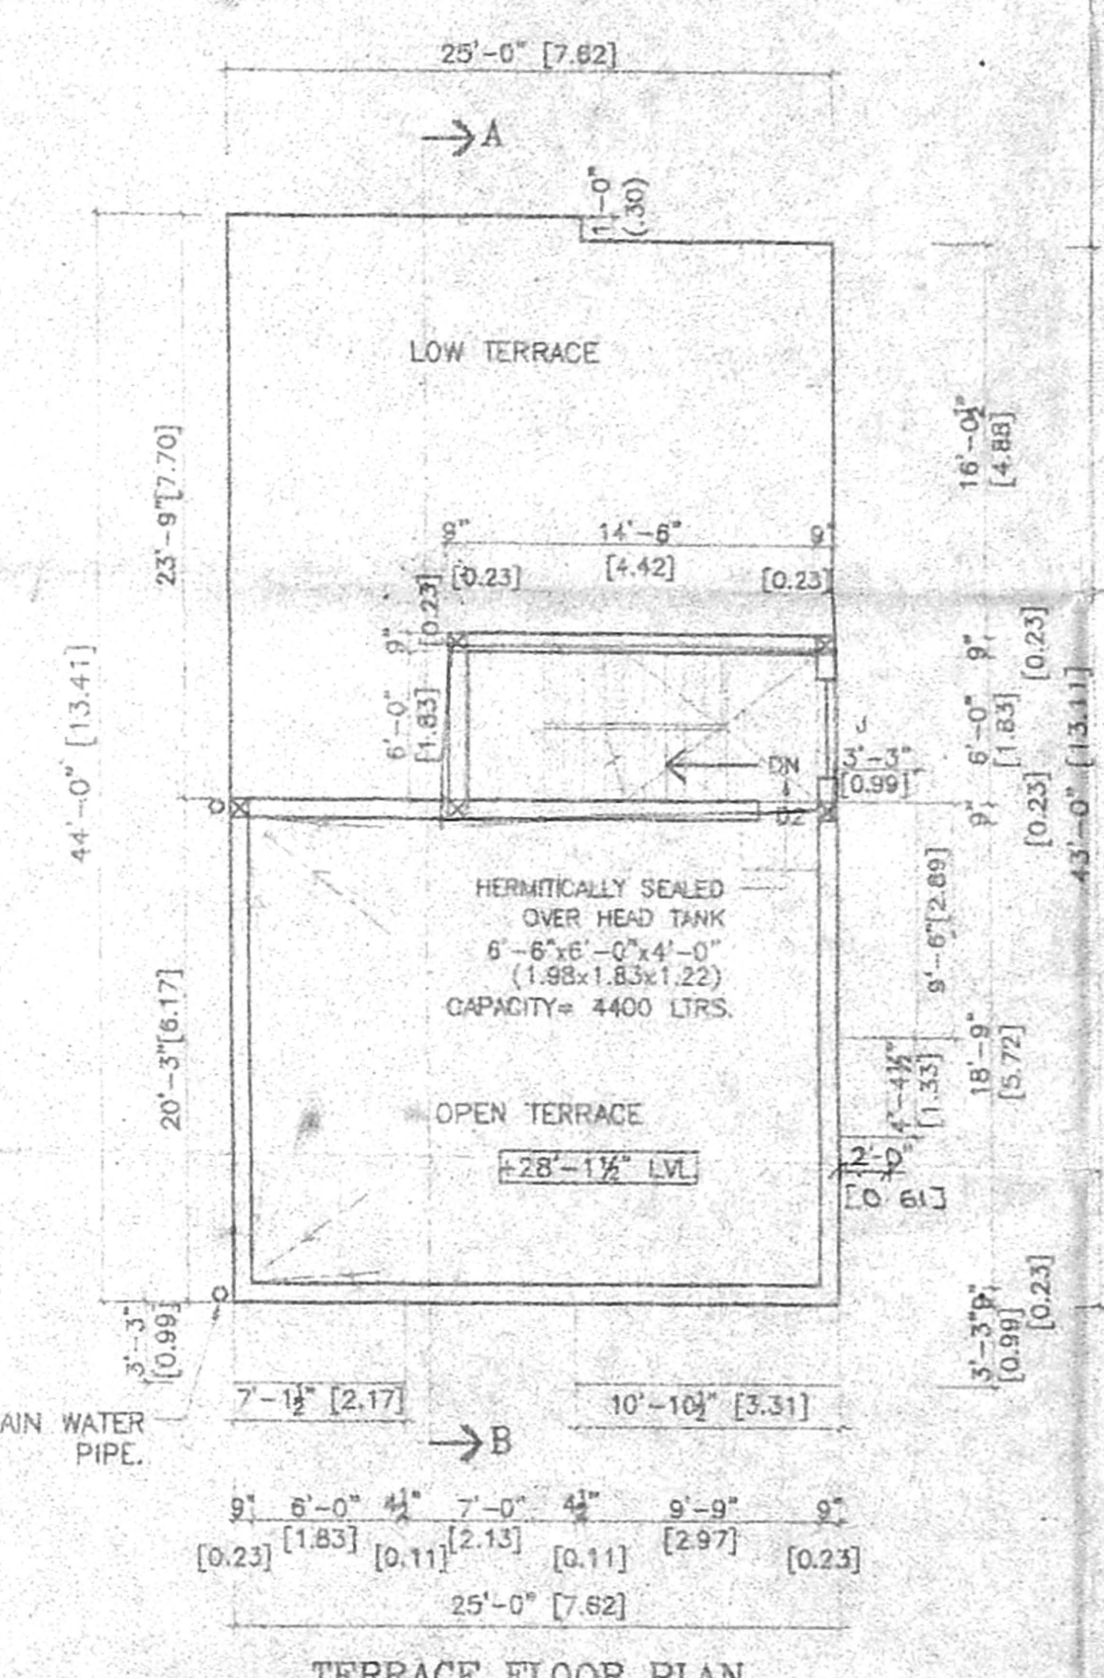 25'-0" [7.62]
A
1'-0"
(.30)
LOW TERRACE
23'-9"[7.70]
16'-0½"
[4.88]
9" 14'-6" 9"
[0.23] [4.42] [0.23]
9" [0.23]
6'-0"
[1.83]
44'-0" [13.41]
9" [0.23]
6'-0"
[1.83]
9" [0.23]
43'-0" [13.11]
DN
3'-3"
[0.99]
HERMITICALLY SEALED
OVER HEAD TANK
6'-6"x6'-0"x4'-0"
(1.98x1.83x1.22)
CAPACITY= 4400 LTRS.
9'-6"[2.89]
20'-3"[6.17]
18'-9"
[5.72]
4'-4½"
[1.33]
OPEN TERRACE
+28'-1½" LVL
2'-0"
[0 61]
9"
[0.23]
3'-3"
[0.99]
3'-3"
[0.99]
7'-1½" [2.17]
10'-10½" [3.31]
AIN WATER
PIPE.
B
9" 6'-0" 4½" 7'-0" 4½" 9'-9" 9"
[0.23] [1.83] [0.11] [2.13] [0.11] [2.97] [0.23]
25'-0" [7.62]
TERRACE FLOOR PLAN